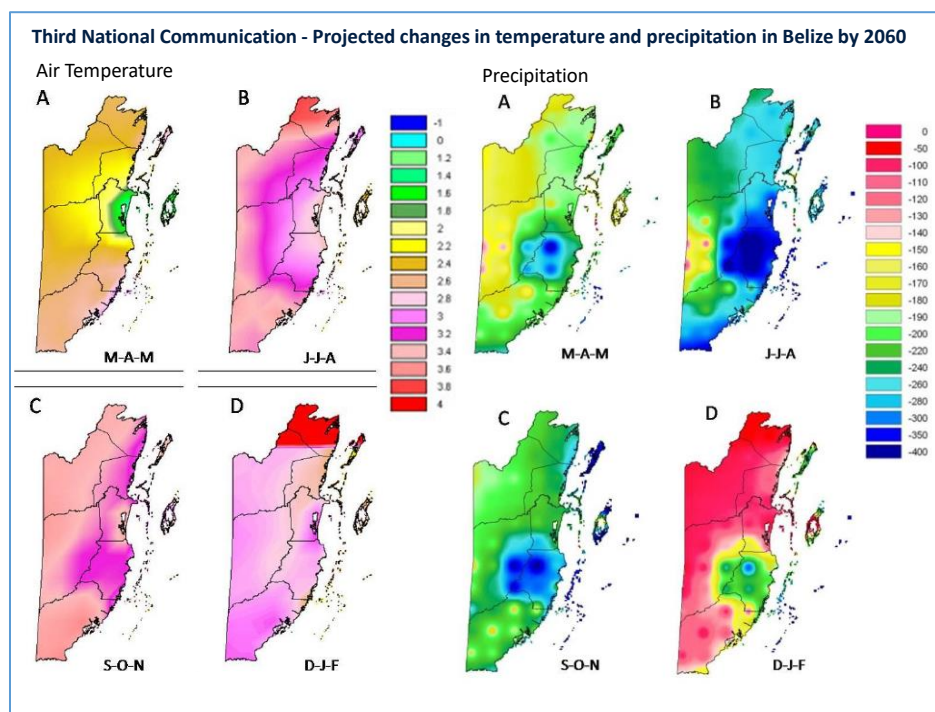 Third National Communication - Projected changes in temperature and precipitation in Belize by 2060
Air Temperature
Precipitation
A
B
M-A-M
J-J-A
C
D
S-O-N
D-J-F
-1
0
1.2
1.4
1.6
1.8
2
2.2
2.4
2.6
2.8
3
3.2
3.4
3.6
3.8
4
A
B
M-A-M
J-J-A
C
D
S-O-N
D-J-F
0
-50
-100
-110
-130
-140
-150
-160
-170
-180
-190
-200
-220
-240
-260
-280
-300
-350
-400